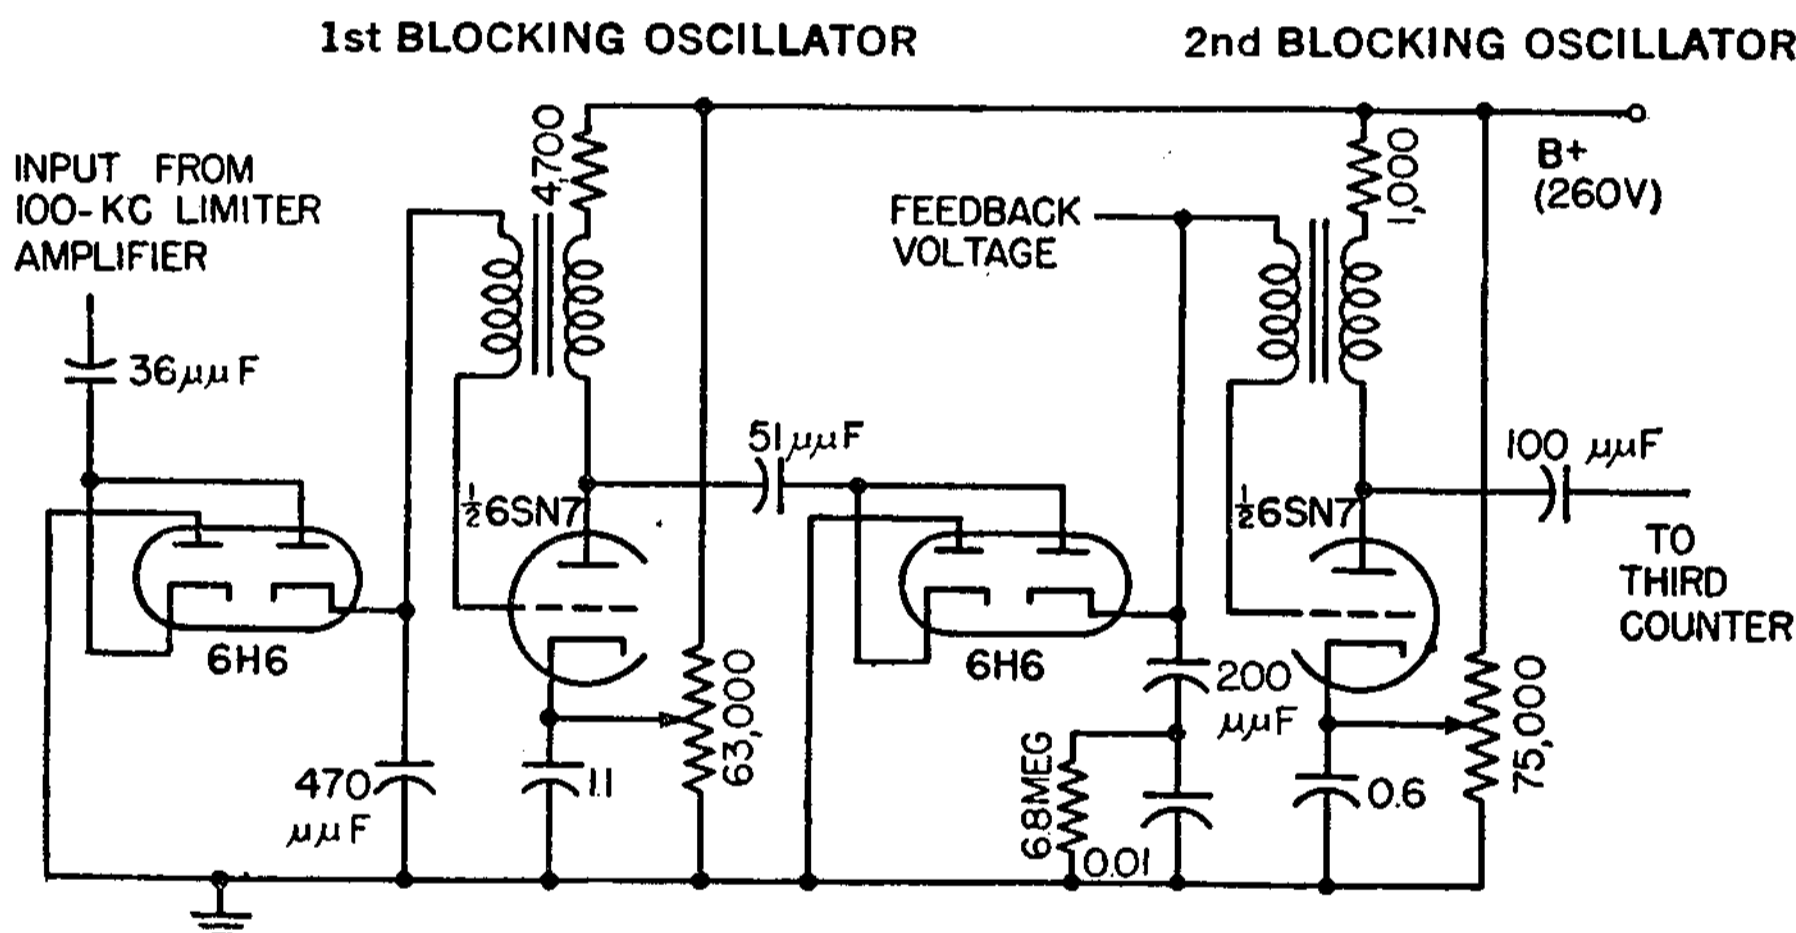 1st BLOCKING OSCILLATOR
2nd BLOCKING OSCILLATOR
INPUT FROM
100-KC LIMITER
AMPLIFIER
4,700
FEEDBACK
VOLTAGE
1,000
B+
(260V)
36μμF
51μμF
100 μμF
½6SN7
½6SN7
TO
THIRD
COUNTER
6H6
6H6
63,000
200
μμF
75,000
470
μμF
1.1
6.8MEG
0.01
0.6